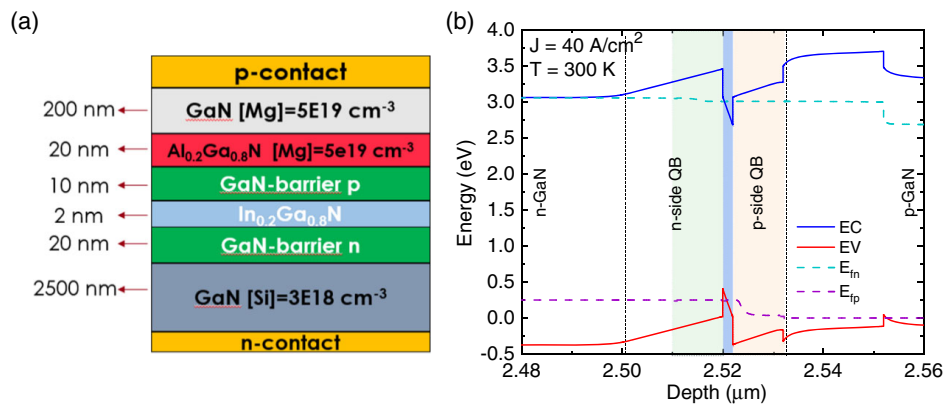 (a)
p-contact
200 nm
GaN [Mg]=5E19 cm-3
20 nm
Al0.2Ga0.8N [Mg]=5e19 cm-3
10 nm
GaN-barrier p
2 nm
In0.2Ga0.8N
20 nm
GaN-barrier n
2500 nm
GaN [Si]=3E18 cm-3
n-contact
(b)
J = 40 A/cm2
T = 300 K
Energy (eV)
4.0
3.5
3.0
2.5
2.0
1.5
1.0
0.5
0.0
-0.5
n-GaN
n-side QB
p-side QB
p-GaN
EC
EV
Efn
Efp
2.48
2.50
2.52
2.54
2.56
Depth (μm)